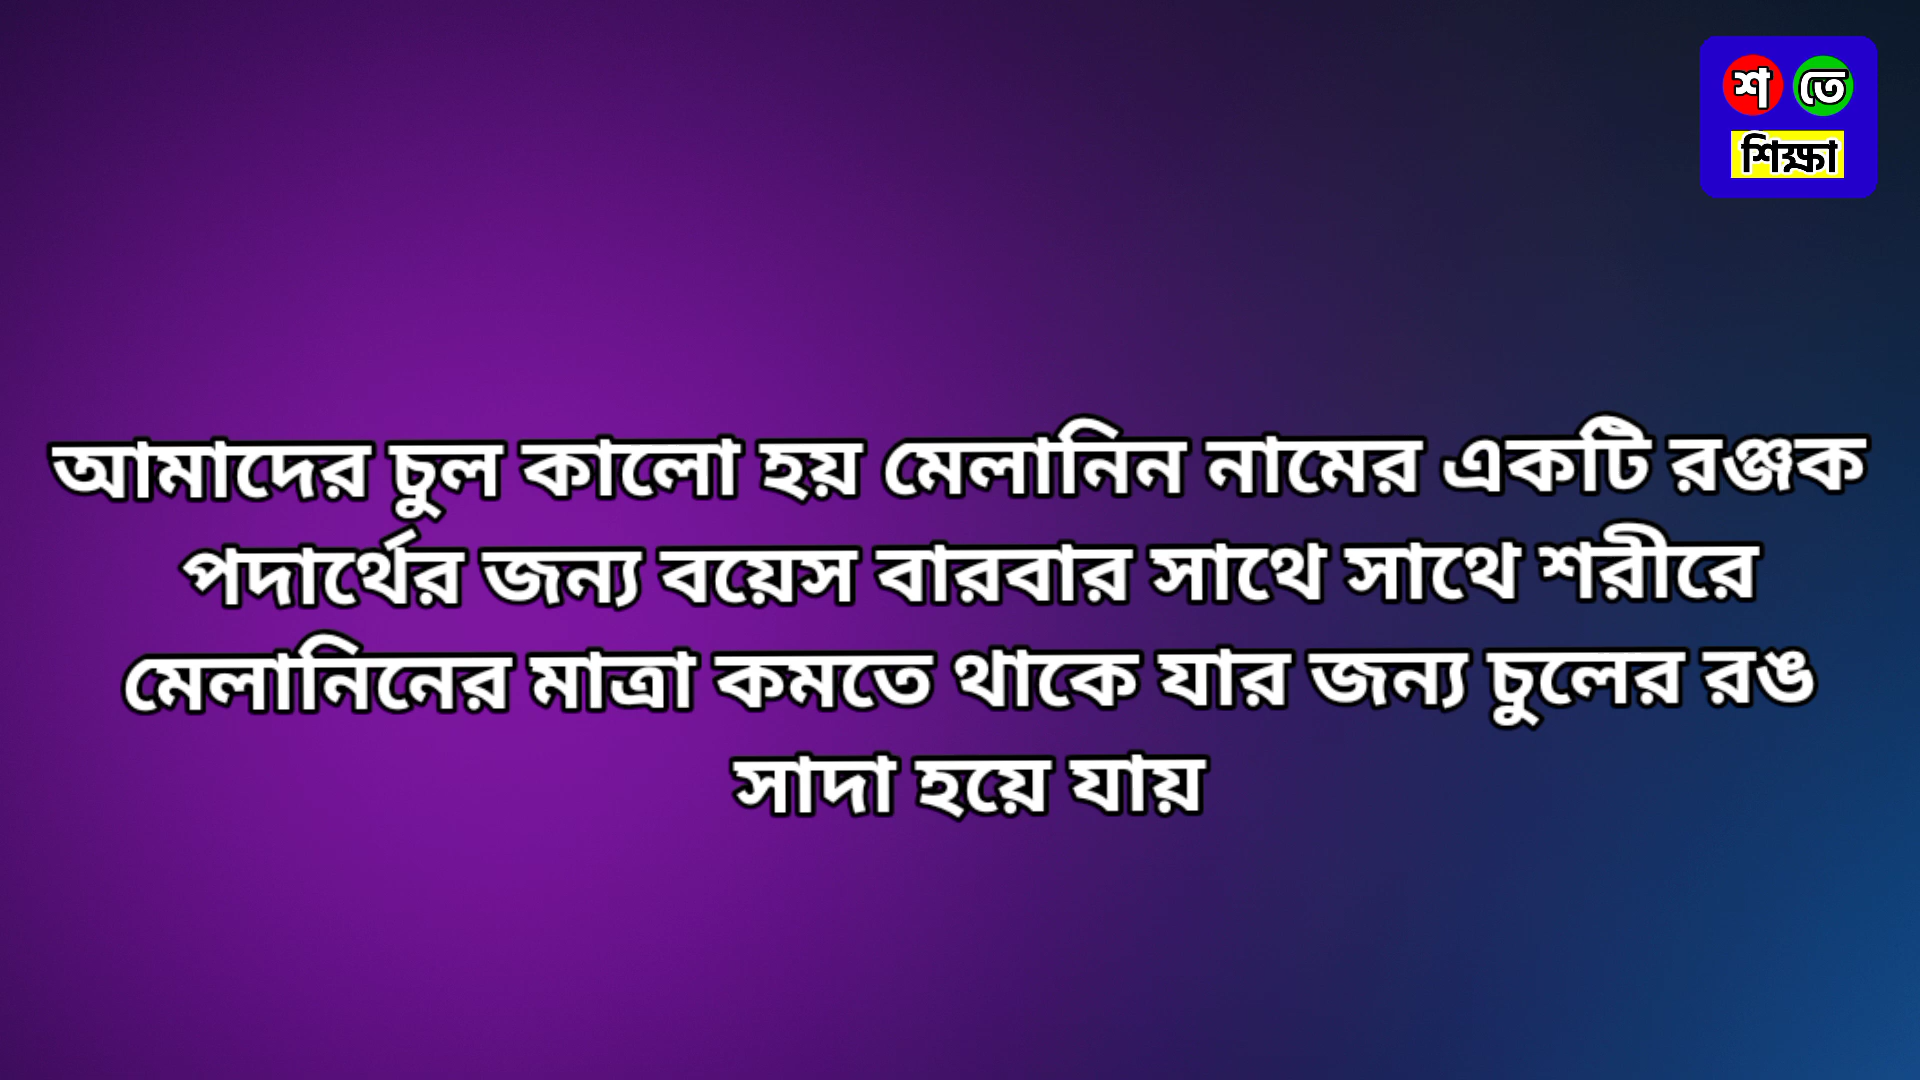 শ তে
শিক্ষা
আমাদের চুল কালো হয় মেলানিন নামের একটি রঞ্জক
পদার্থের জন্য বয়েস বারবার সাথে সাথে শরীরে
মেলানিনের মাত্রা কমতে থাকে যার জন্য চুলের রঙ
সাদা হয়ে যায়